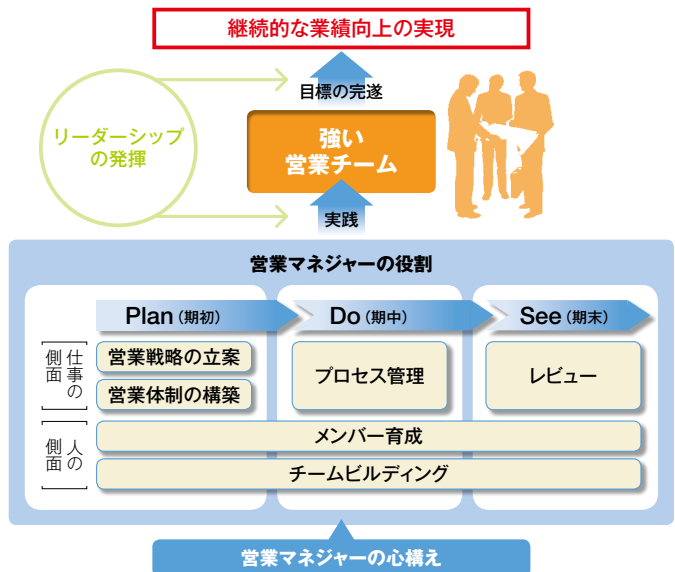 継続的な業績向上の実現
目標の完遂
リーダーシップ
の発揮
強い
営業チーム
実践
営業マネジャーの役割
Plan(期初)
Do(期中)
See(期末)
仕事の
側面
営業戦略の立案
営業体制の構築
プロセス管理
レビュー
人の
側面
メンバー育成
チームビルディング
営業マネジャーの心構え